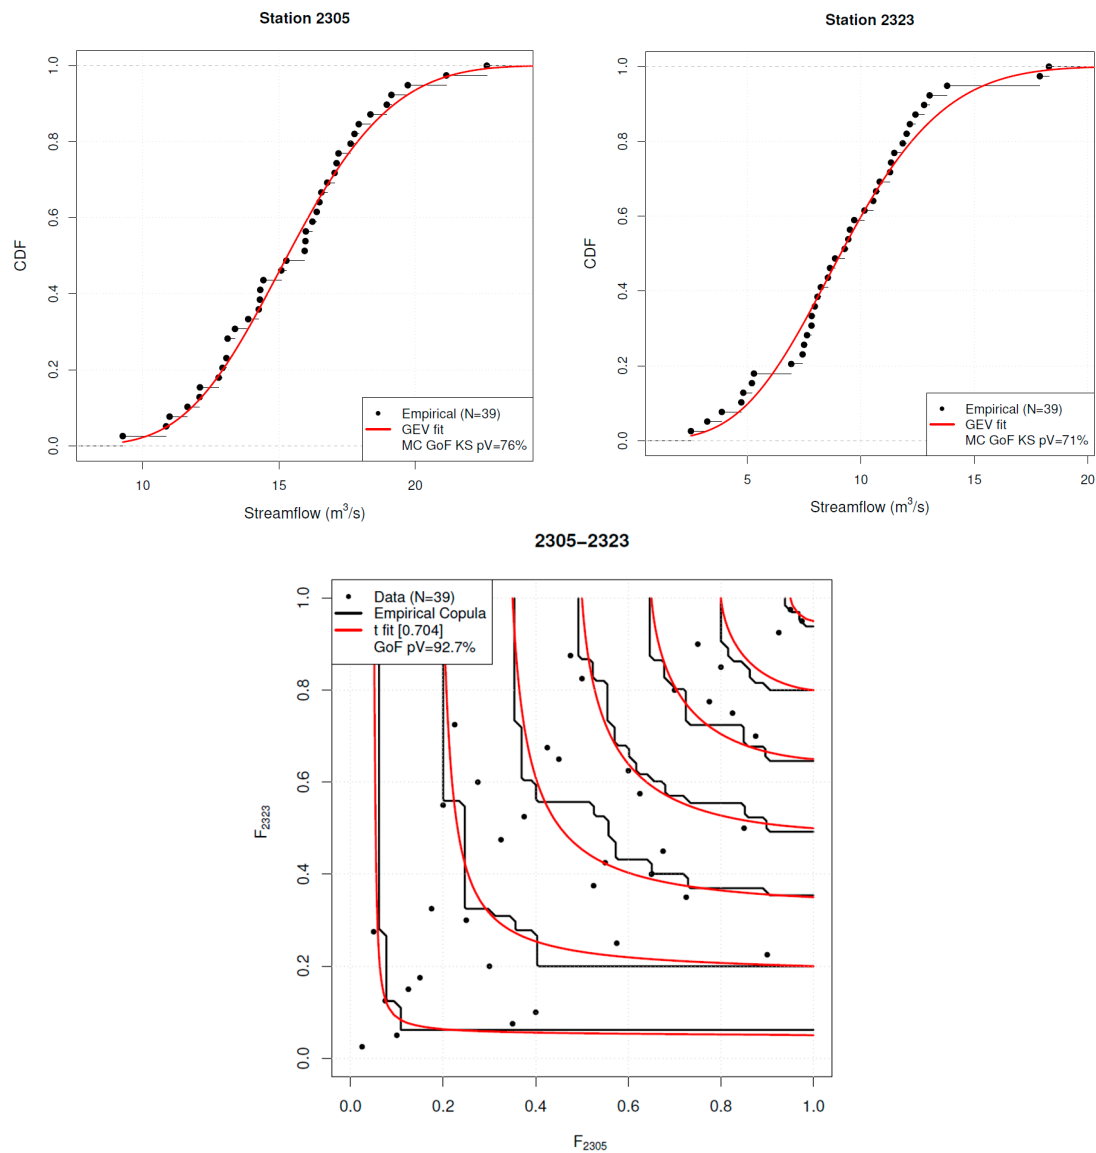 Station 2305
CDF
0.0 0.2 0.4 0.6 0.8 1.0
Empirical (N=39)
GEV fit
MC GoF KS pV=76%
10 15 20
Streamflow (m³/s)
Station 2323
CDF
0.0 0.2 0.4 0.6 0.8 1.0
Empirical (N=39)
GEV fit
MC GoF KS pV=71%
5 10 15 20
Streamflow (m³/s)
2305−2323
F₂₃₂₃
0.0 0.2 0.4 0.6 0.8 1.0
Data (N=39)
Empirical Copula
t fit [0.704]
GoF pV=92.7%
0.0 0.2 0.4 0.6 0.8 1.0
F₂₃₀₅